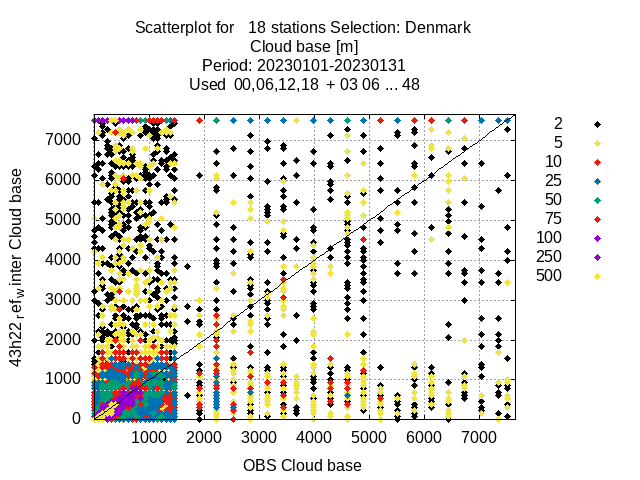 Scatterplot for 18 stations Selection: Denmark
Cloud base [m]
Period: 20230101-20230131
Used 00,06,12,18 + 03 06 ... 48
7000
6000
5000
4000
3000
2000
1000
0
1000 2000 3000 4000 5000 6000 7000
43h22_ref_winter Cloud base
OBS Cloud base
2
5
10
25
50
75
100
250
500